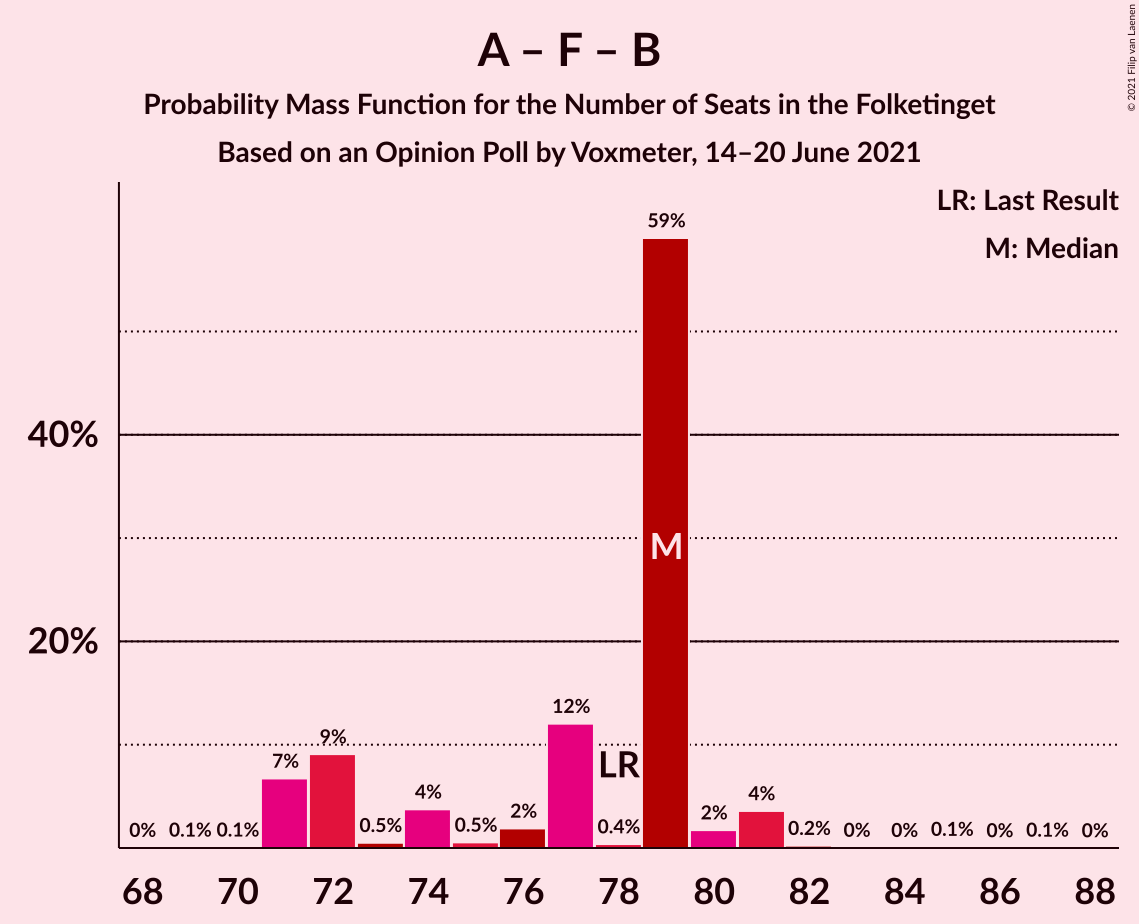 A – F – B
Probability Mass Function for the Number of Seats in the Folketinget
Based on an Opinion Poll by Voxmeter, 14–20 June 2021
© 2021 Filip van Laenen
LR: Last Result
M: Median
59%
40%
M
20%
12%
9%
7%
LR
4%
4%
2%
2%
0% 0.1% 0.1% 0.5% 0.5% 0.4% 0.2% 0% 0% 0.1% 0% 0.1% 0%
68 70 72 74 76 78 80 82 84 86 88